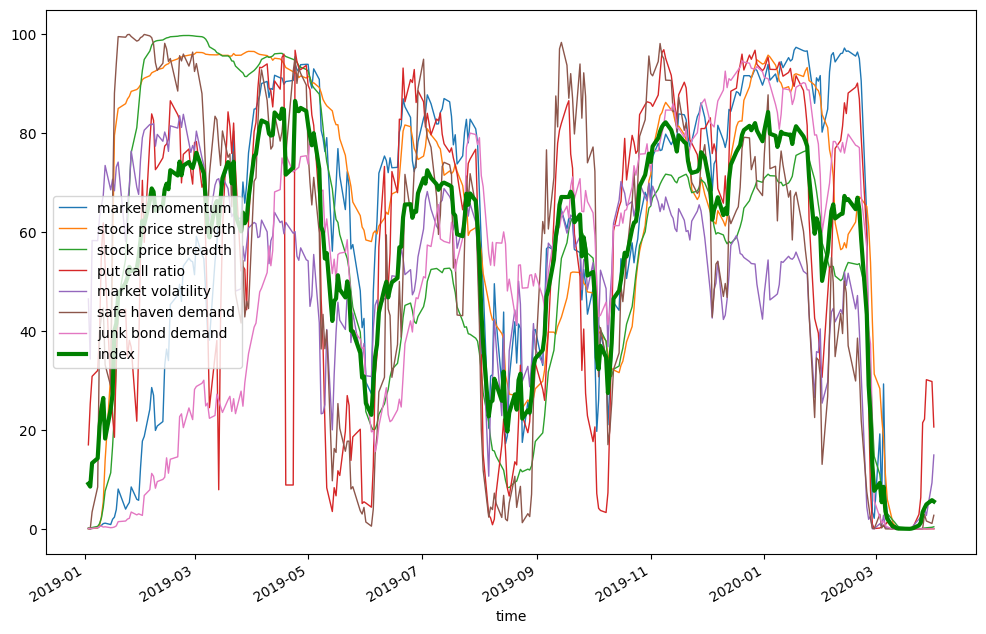 100
80
60
40
20
0
market momentum
stock price strength
stock price breadth
put call ratio
market volatility
safe haven demand
junk bond demand
index
2019-01
2019-03
2019-05
2019-07
2019-09
2019-11
2020-01
2020-03
time